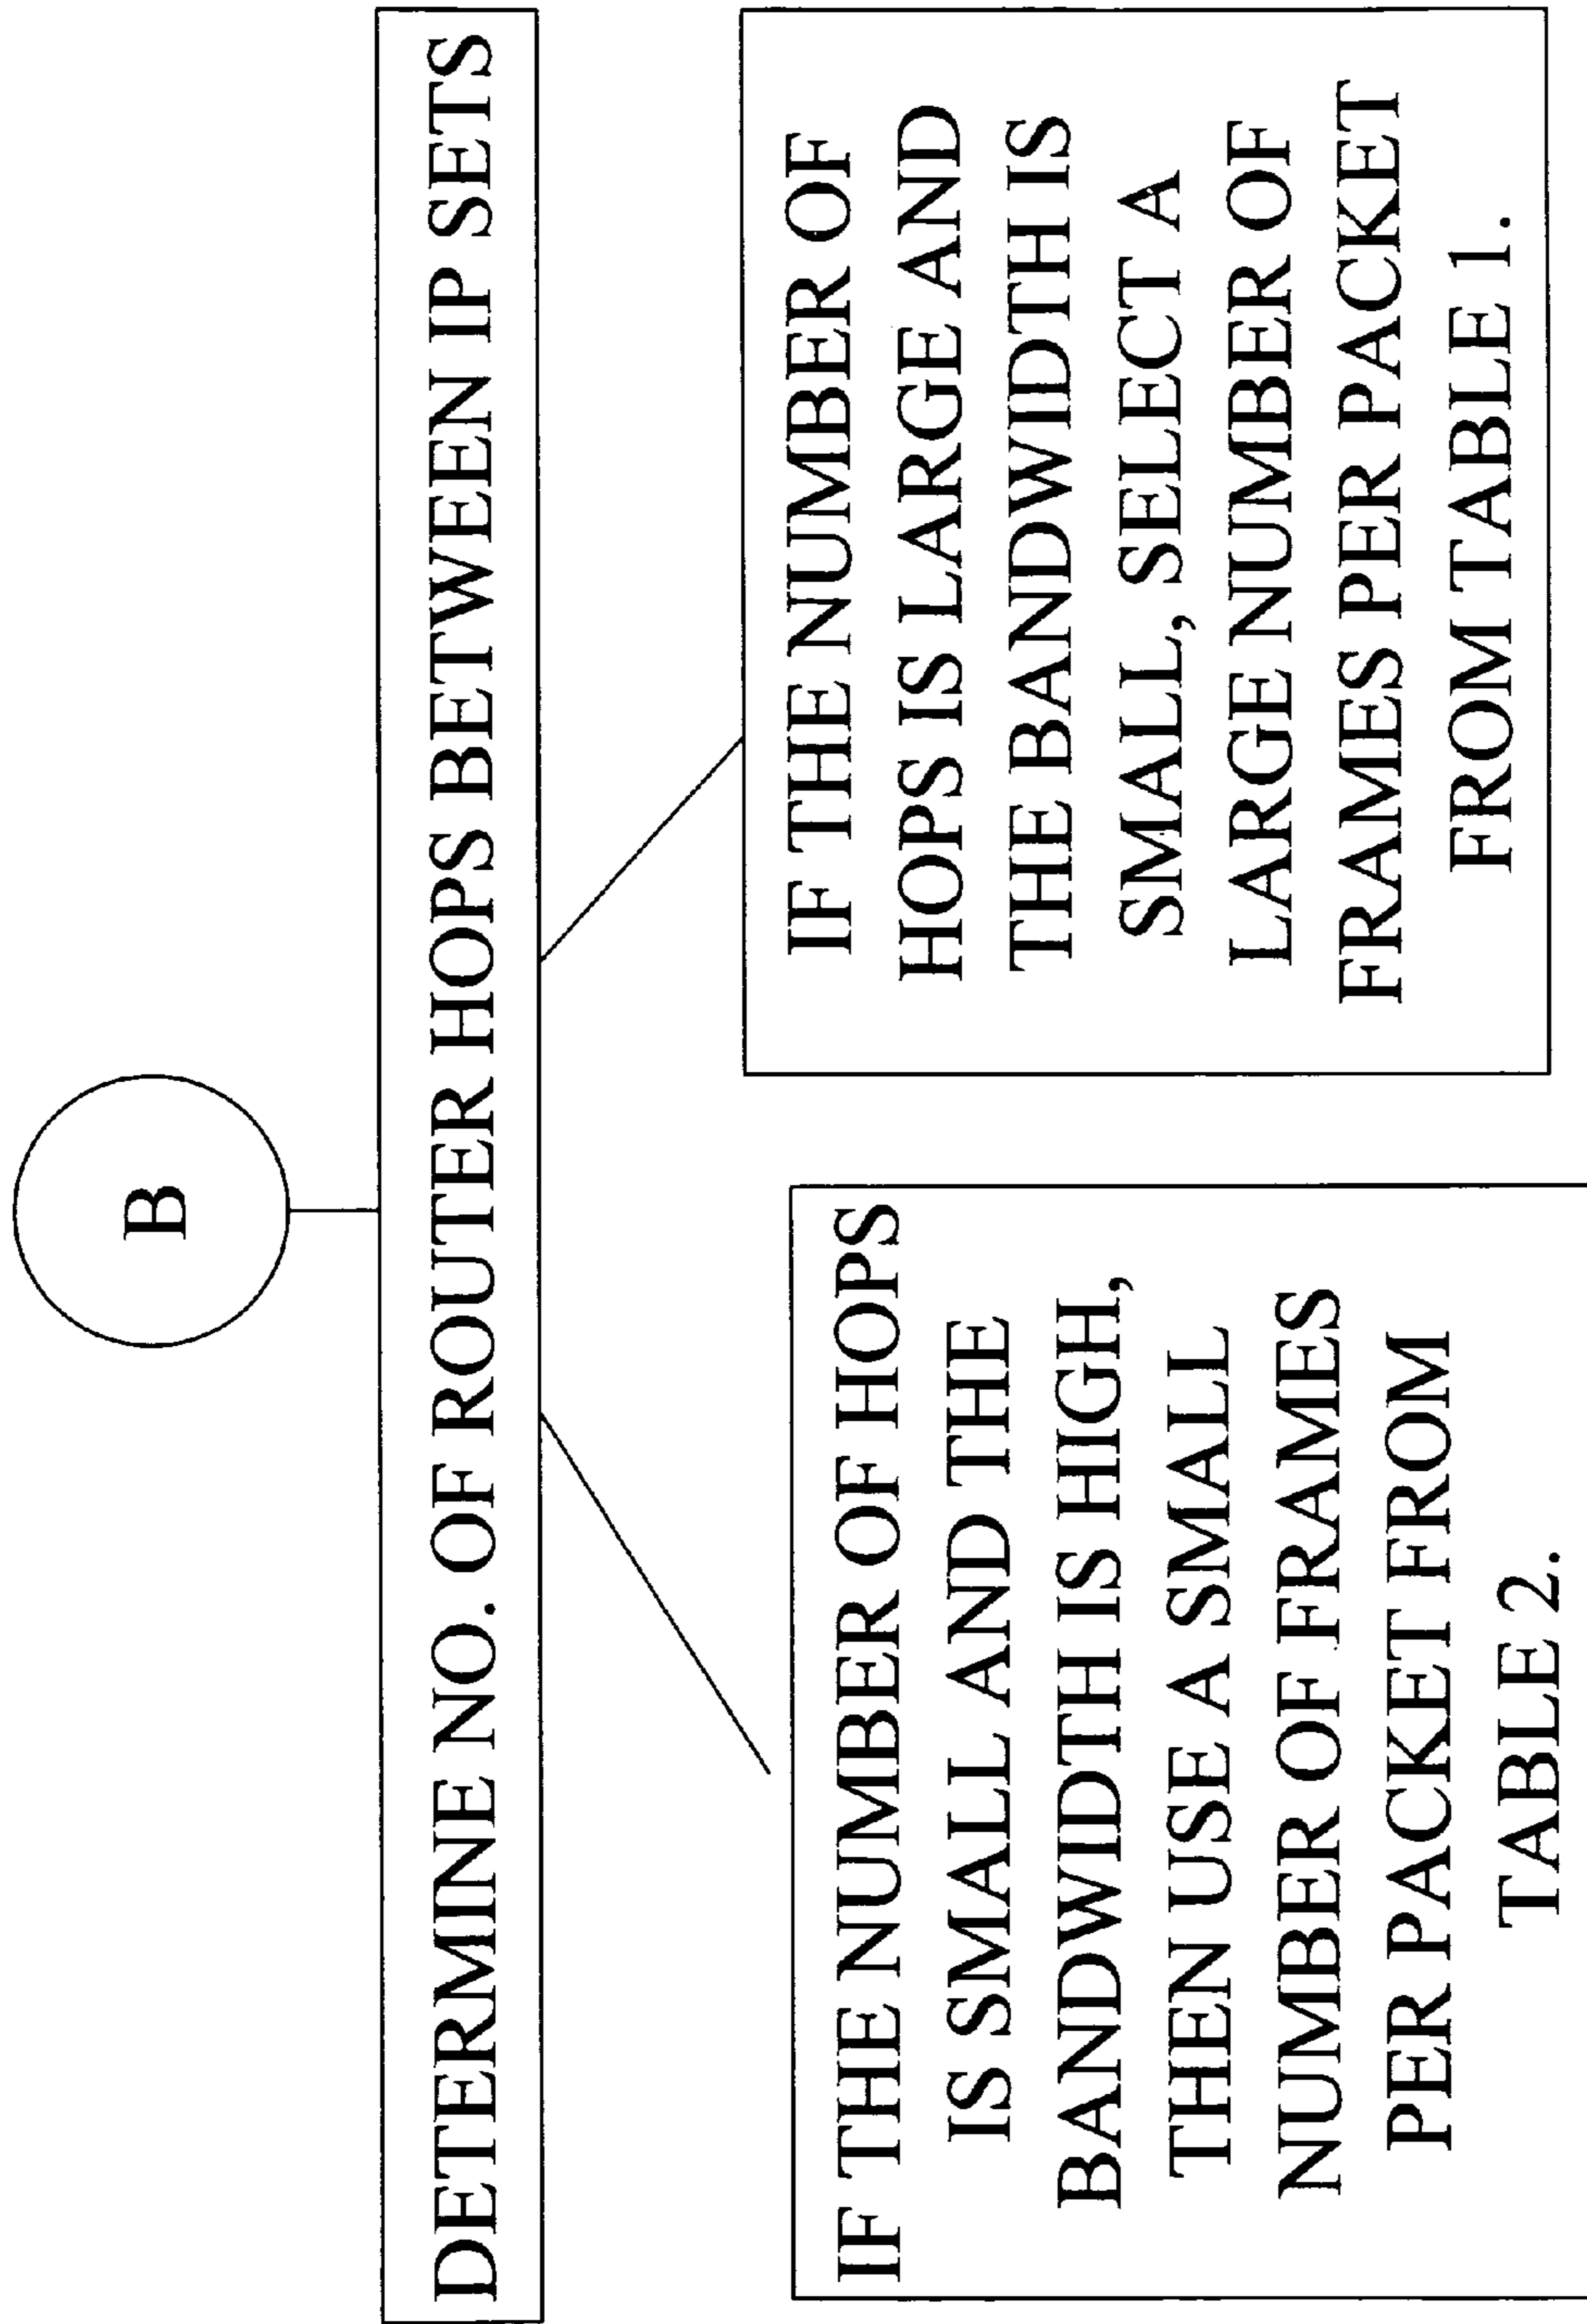 B
DETERMINE NO. OF ROUTER HOPS BETWEEN IP SETS
IF THE NUMBER OF HOPS
IS SMALL AND THE
BANDWIDTH IS HIGH,
THEN USE A SMALL
NUMBER OF FRAMES
PER PACKET FROM
TABLE 2.
IF THE NUMBER OF
HOPS IS LARGE AND
THE BANDWIDTH IS
SMALL, SELECT A
LARGE NUMBER OF
FRAMES PER PACKET
FROM TABLE 1.